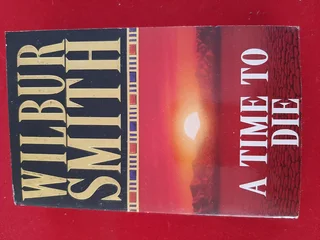 WILBUR
SMITH
A TIME TO
DIE